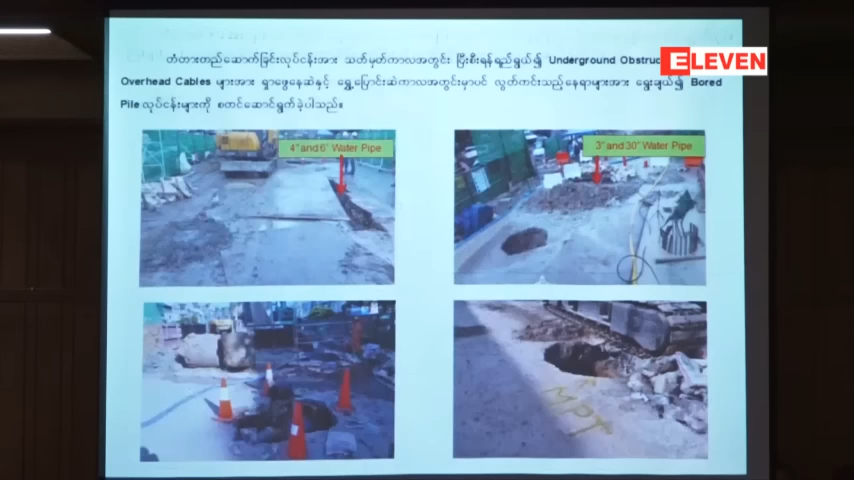 တံတားတည်ဆောက်ခြင်းလုပ်ငန်းအား သတ်မှတ်ကာလအတွင်း ပြီးစီးရန်ရည်ရွယ်၍ Underground
ELEVEN
Overhead Cables များအား ရှာဖွေနေဆဲနှင့် ရွှေ့ပြောင်းဆဲကာလအတွင်းမှာပင် လွတ်ကင်းသည့်နေရာများအား ရွေးချယ်၍ Bored
Pile လုပ်ငန်းများကို စတင်ဆောင်ရွက်ခဲ့ပါသည်။
4" and 6" Water Pipe
3" and 30" Water Pipe
MPT